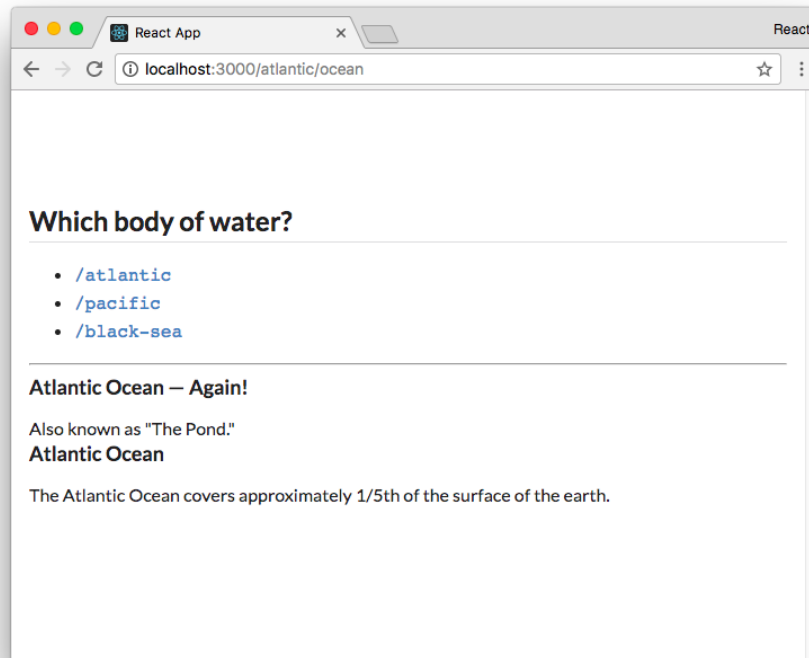 React App
React
localhost:3000/atlantic/ocean
Which body of water?
/atlantic
/pacific
/black-sea
Atlantic Ocean — Again!
Also known as "The Pond."
Atlantic Ocean
The Atlantic Ocean covers approximately 1/5th of the surface of the earth.